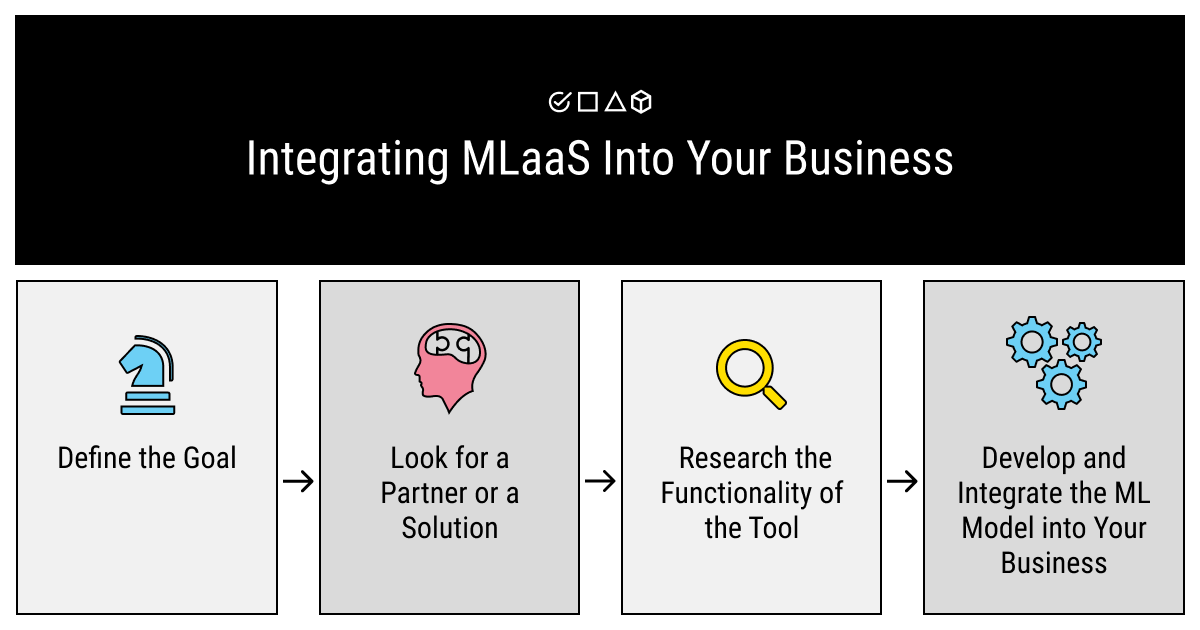 Integrating MLaaS Into Your Business
Define the Goal
Look for a
Partner or a
Solution
Research the
Functionality of
the Tool
Develop and
Integrate the ML
Model into Your
Business